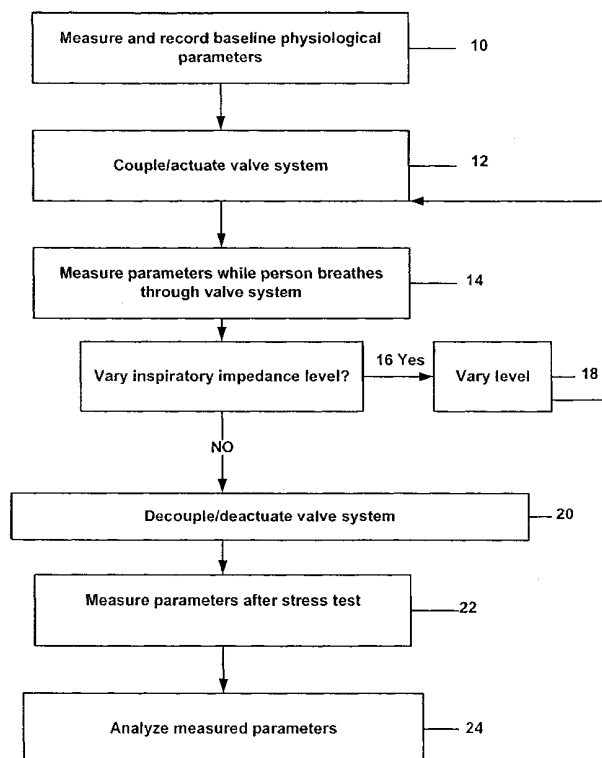 Measure and record baseline physiological
parameters
10
Couple/actuate valve system
12
Measure parameters while person breathes
through valve system
14
Vary inspiratory impedance level?
16 Yes
Vary level
18
NO
Decouple/deactuate valve system
20
Measure parameters after stress test
22
Analyze measured parameters
24